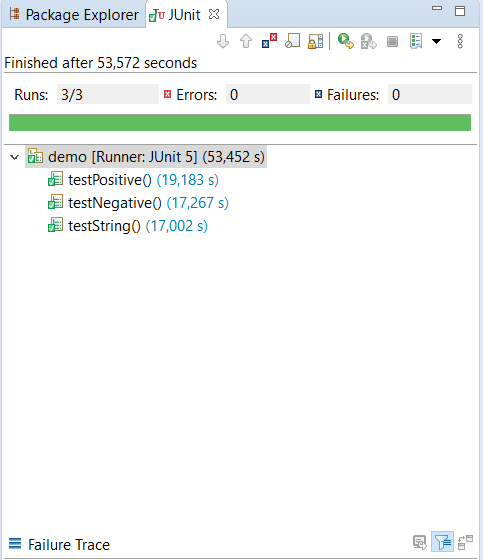 Package Explorer JUnit
Finished after 53,572 seconds
Runs: 3/3 Errors: 0 Failures: 0
demo [Runner: JUnit 5] (53,452 s)
testPositive() (19,183 s)
testNegative() (17,267 s)
testString() (17,002 s)
Failure Trace